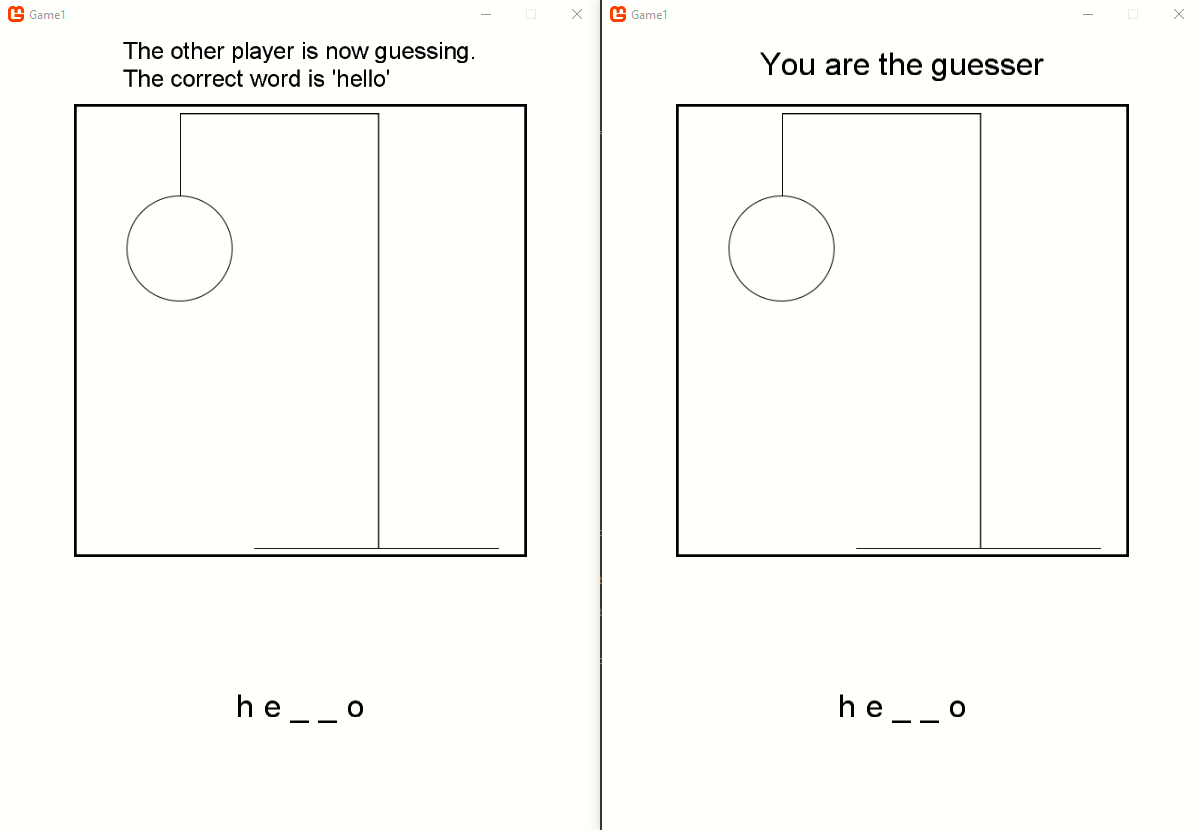 Game1
The other player is now guessing.
The correct word is 'hello'
h e _ _ o
Game1
You are the guesser
h e _ _ o